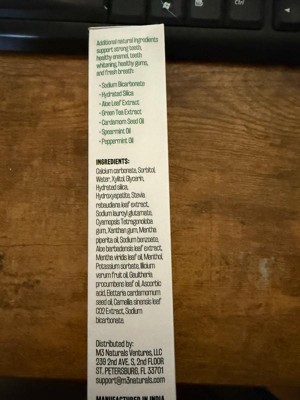 Additional natural ingredients
support strong teeth,
healthy enamel, teeth
whitening, healthy gums,
and fresh breath:
• Sodium Bicarbonate
• Hydrated Silica
• Aloe Leaf Extract
• Green Tea Extract
• Cardamom Seed Oil
• Spearmint Oil
• Peppermint Oil
INGREDIENTS:
Calcium carbonate, Sorbitol,
Water, Xylitol, Glycerin,
Hydrated silica,
Hydroxyapatite, Stevia
rebaudiana leaf extract,
Sodium lauroyl glutamate,
Cyamopsis Tetragonoloba
gum, Xanthan gum, Mentha
piperita oil, Sodium benzoate,
Aloe barbadensis leaf extract,
Mentha viridis leaf oil, Menthol,
Potassium sorbate, Illicium
verum fruit oil, Gaultheria
procumbens leaf oil, Ascorbic
acid, Elettaria cardamomum
seed oil, Camellia sinensis leaf
CO2 Extract, Sodium
bicarbonate.
Distributed by:
M3 Naturals Ventures, LLC
239 2nd AVE. S, 2nd FLOOR
ST. PETERSBURG, FL 33701
support@m3naturals.com
MANUFACTURED IN INDIA